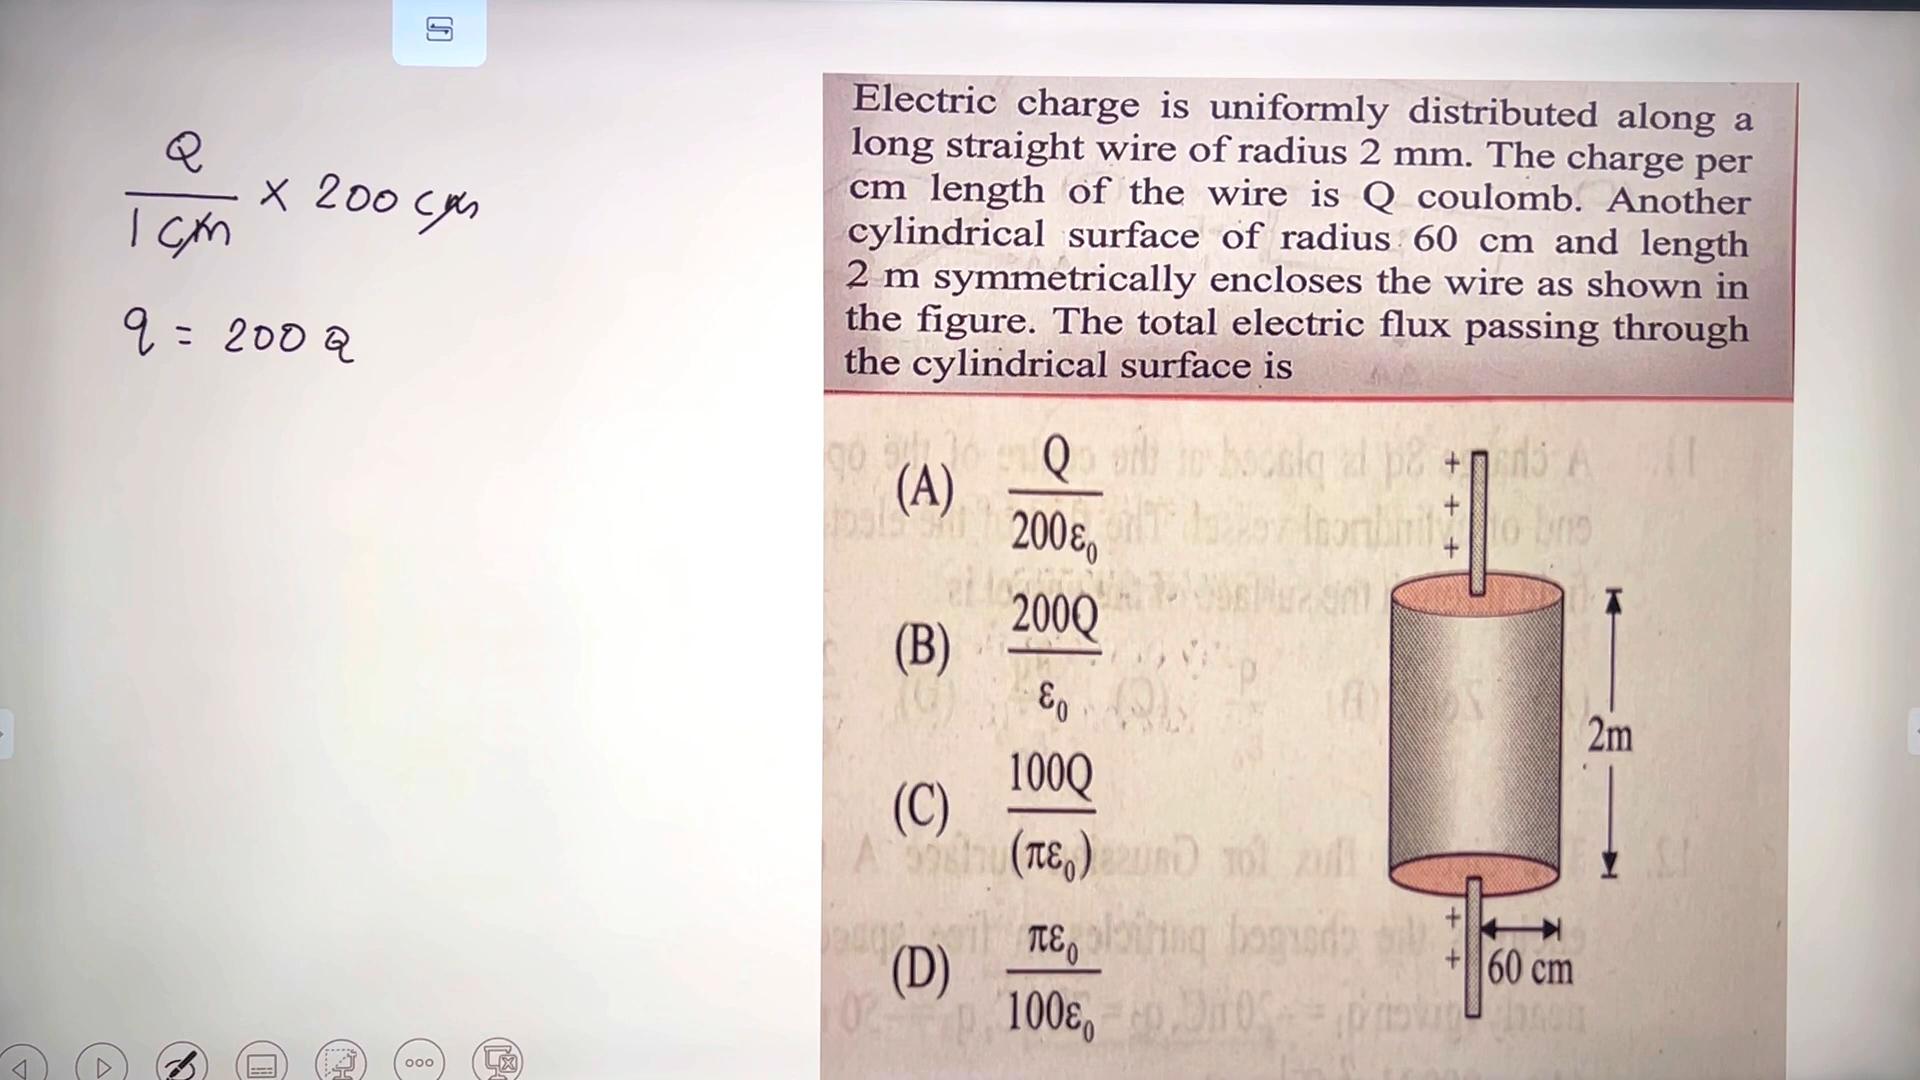 Q
1 cm × 200 cm
q = 200 Q
Electric charge is uniformly distributed along a
long straight wire of radius 2 mm. The charge per
cm length of the wire is Q coulomb. Another
cylindrical surface of radius 60 cm and length
2 m symmetrically encloses the wire as shown in
the figure. The total electric flux passing through
the cylindrical surface is
(A) Q
200ε₀
(B) 200Q
ε₀
(C) 100Q
(πε₀)
(D) πε₀
100ε₀
+
+
+
2m
+
+
60 cm